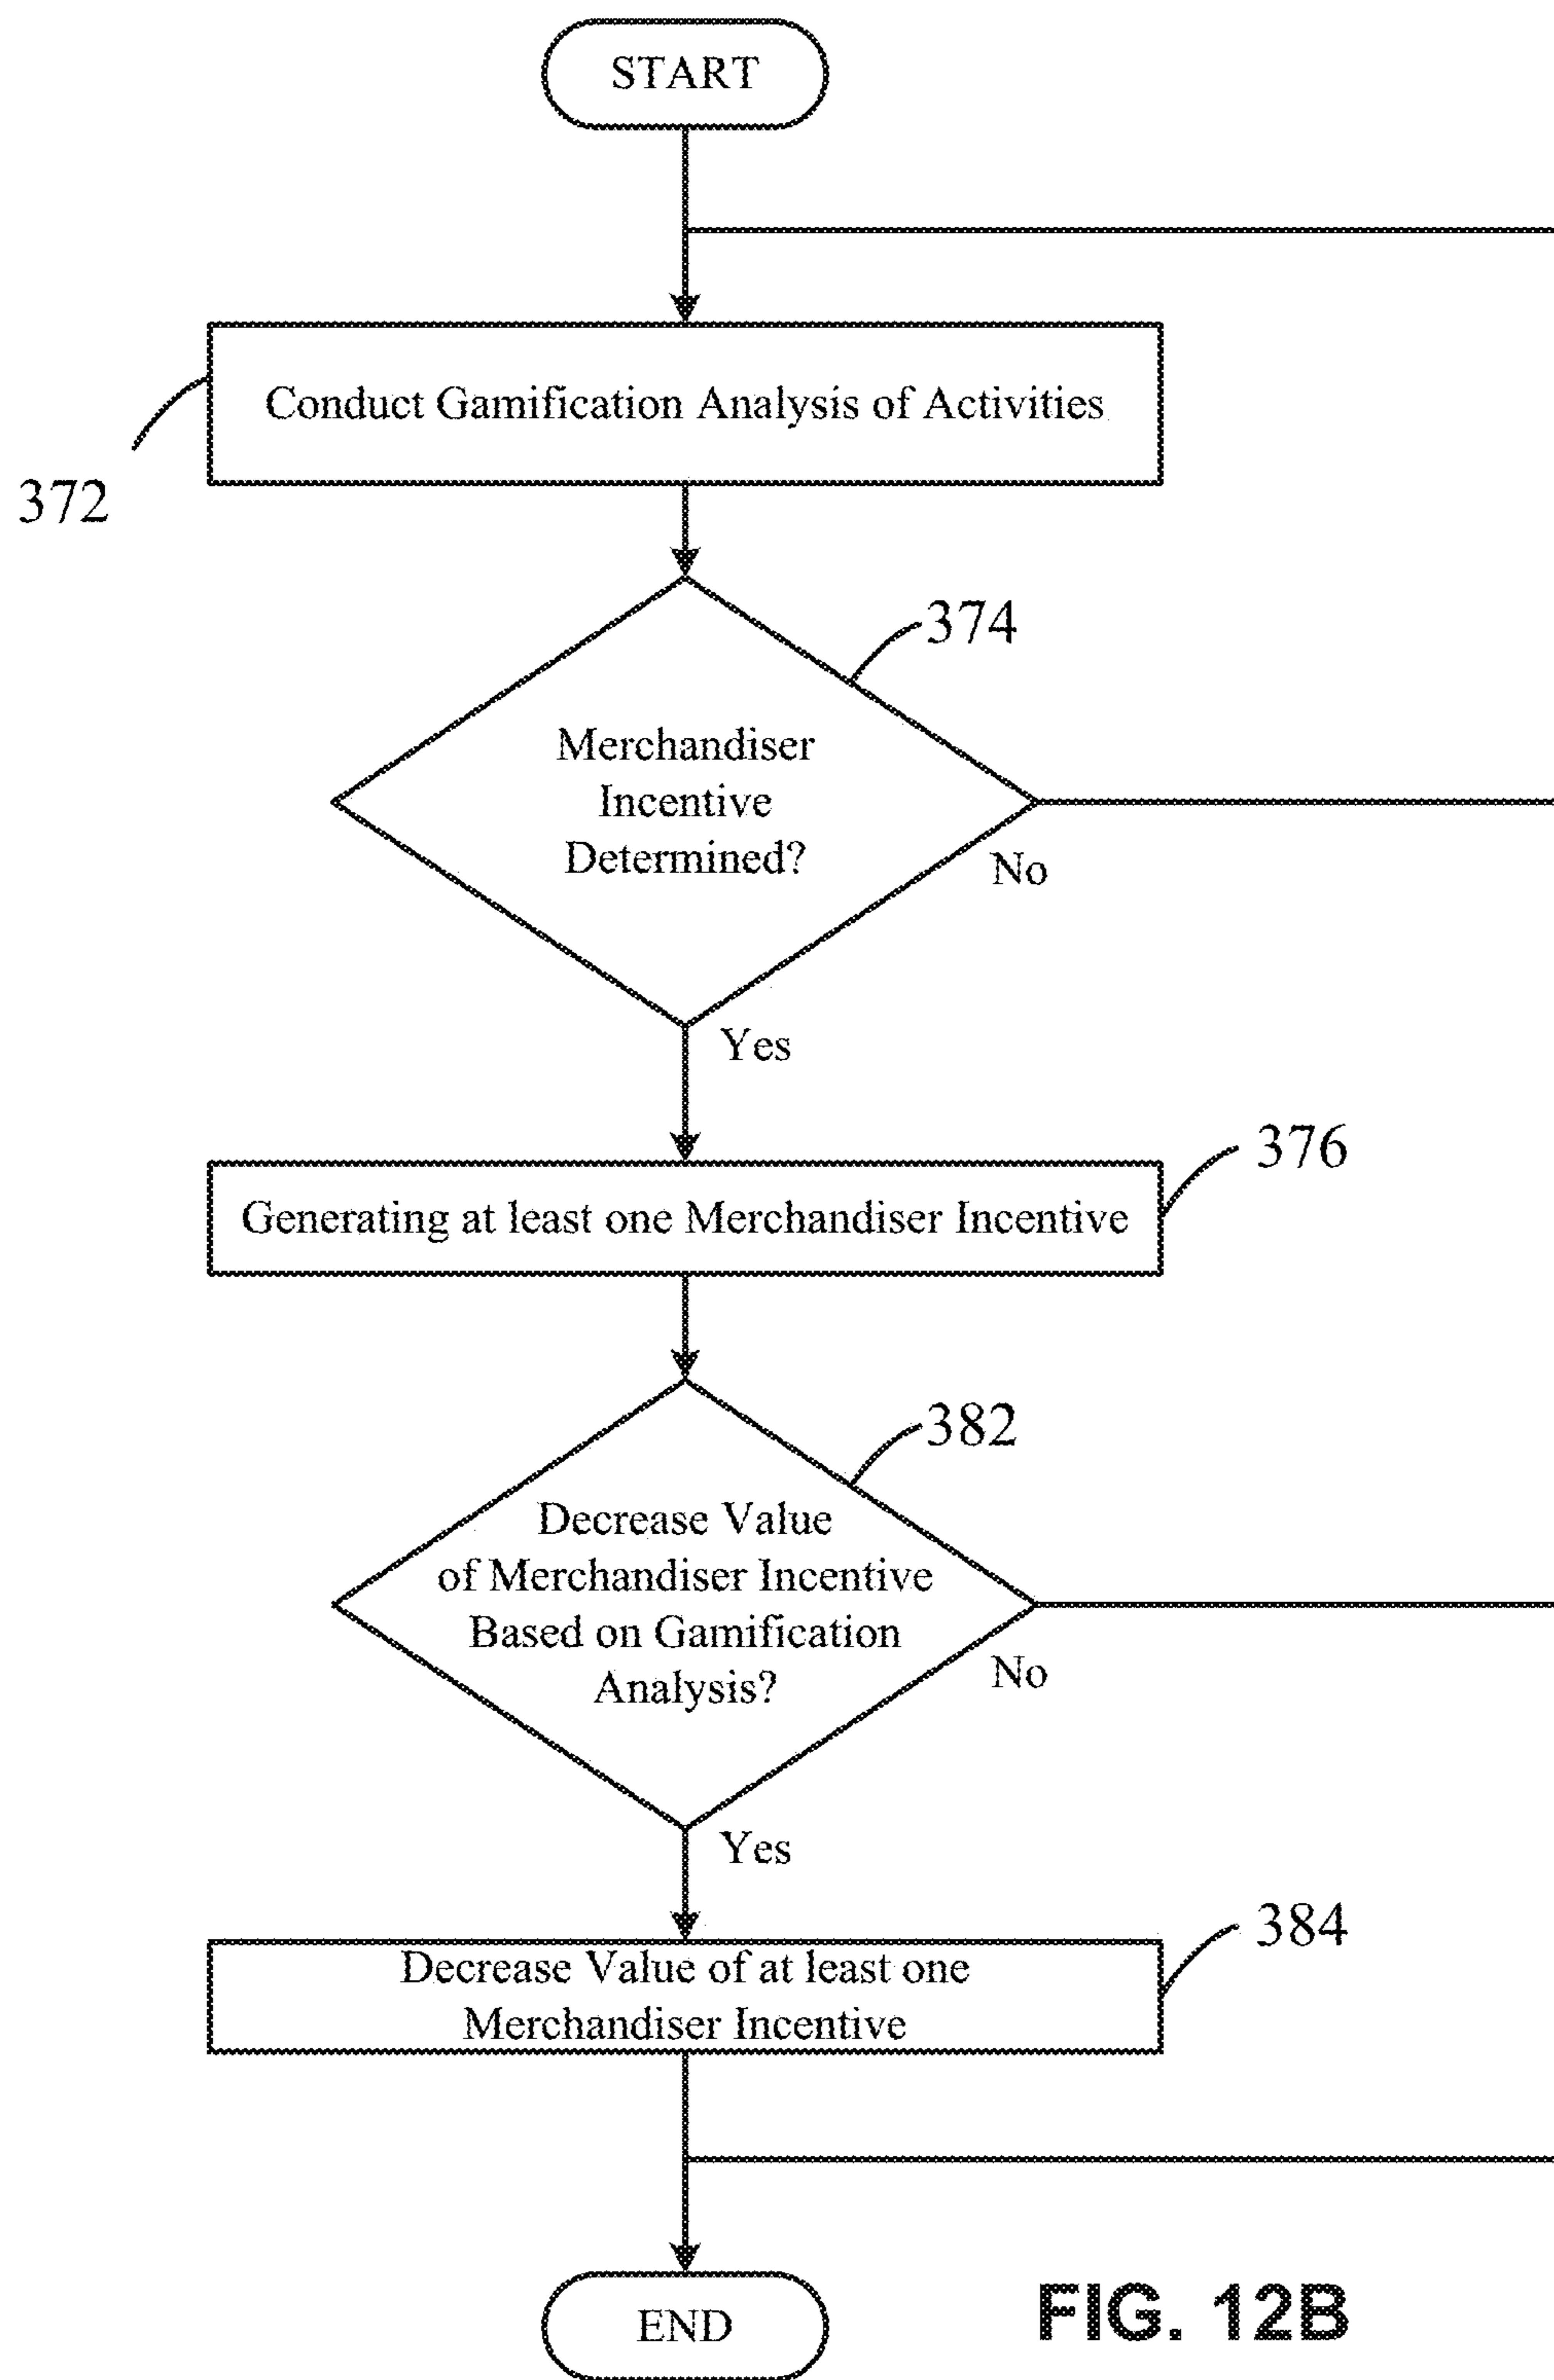 START
Conduct Gamification Analysis of Activities
372
374
Merchandiser
Incentive
Determined?
No
Yes
376
Generating at least one Merchandiser Incentive
382
Decrease Value
of Merchandiser Incentive
Based on Gamification
Analysis?
No
Yes
384
Decrease Value of at least one
Merchandiser Incentive
END
FIG. 12B